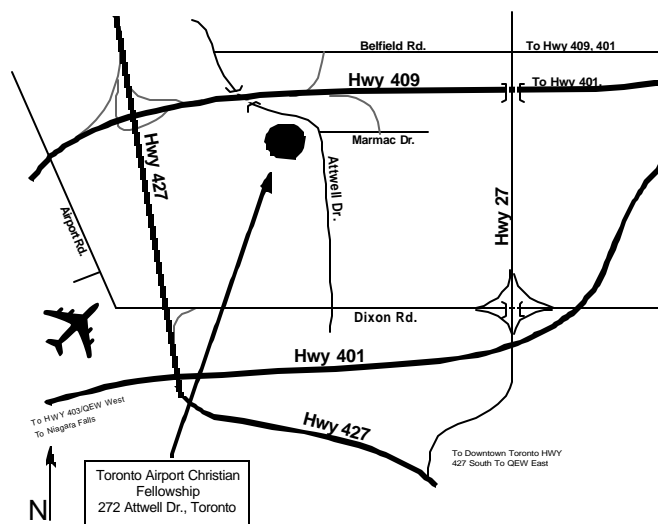 Belfield Rd.
To Hwy 409, 401
Hwy 409
To Hwy 401.
Marmac Dr.
Hwy 427
Attwell Dr.
Hwy 27
Airport Rd.
Dixon Rd.
Hwy 401
To HWY 403/QEW West
To Niagara Falls
Hwy 427
To Downtown Toronto HWY
427 South To QEW East
N
Toronto Airport Christian
Fellowship
272 Attwell Dr., Toronto